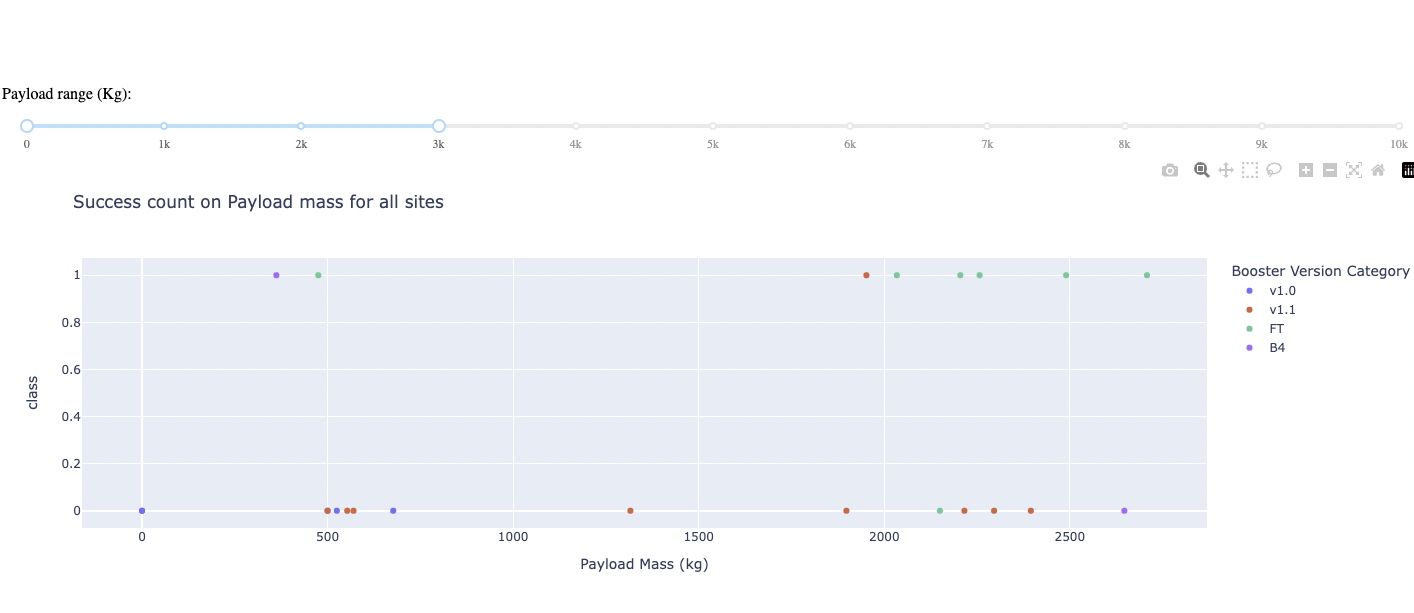 Payload range (Kg):
0 1k 2k 3k 4k 5k 6k 7k 8k 9k 10k
Success count on Payload mass for all sites
Booster Version Category
v1.0
v1.1
FT
B4
1
0.8
0.6
0.4
0.2
0
class
0 500 1000 1500 2000 2500
Payload Mass (kg)